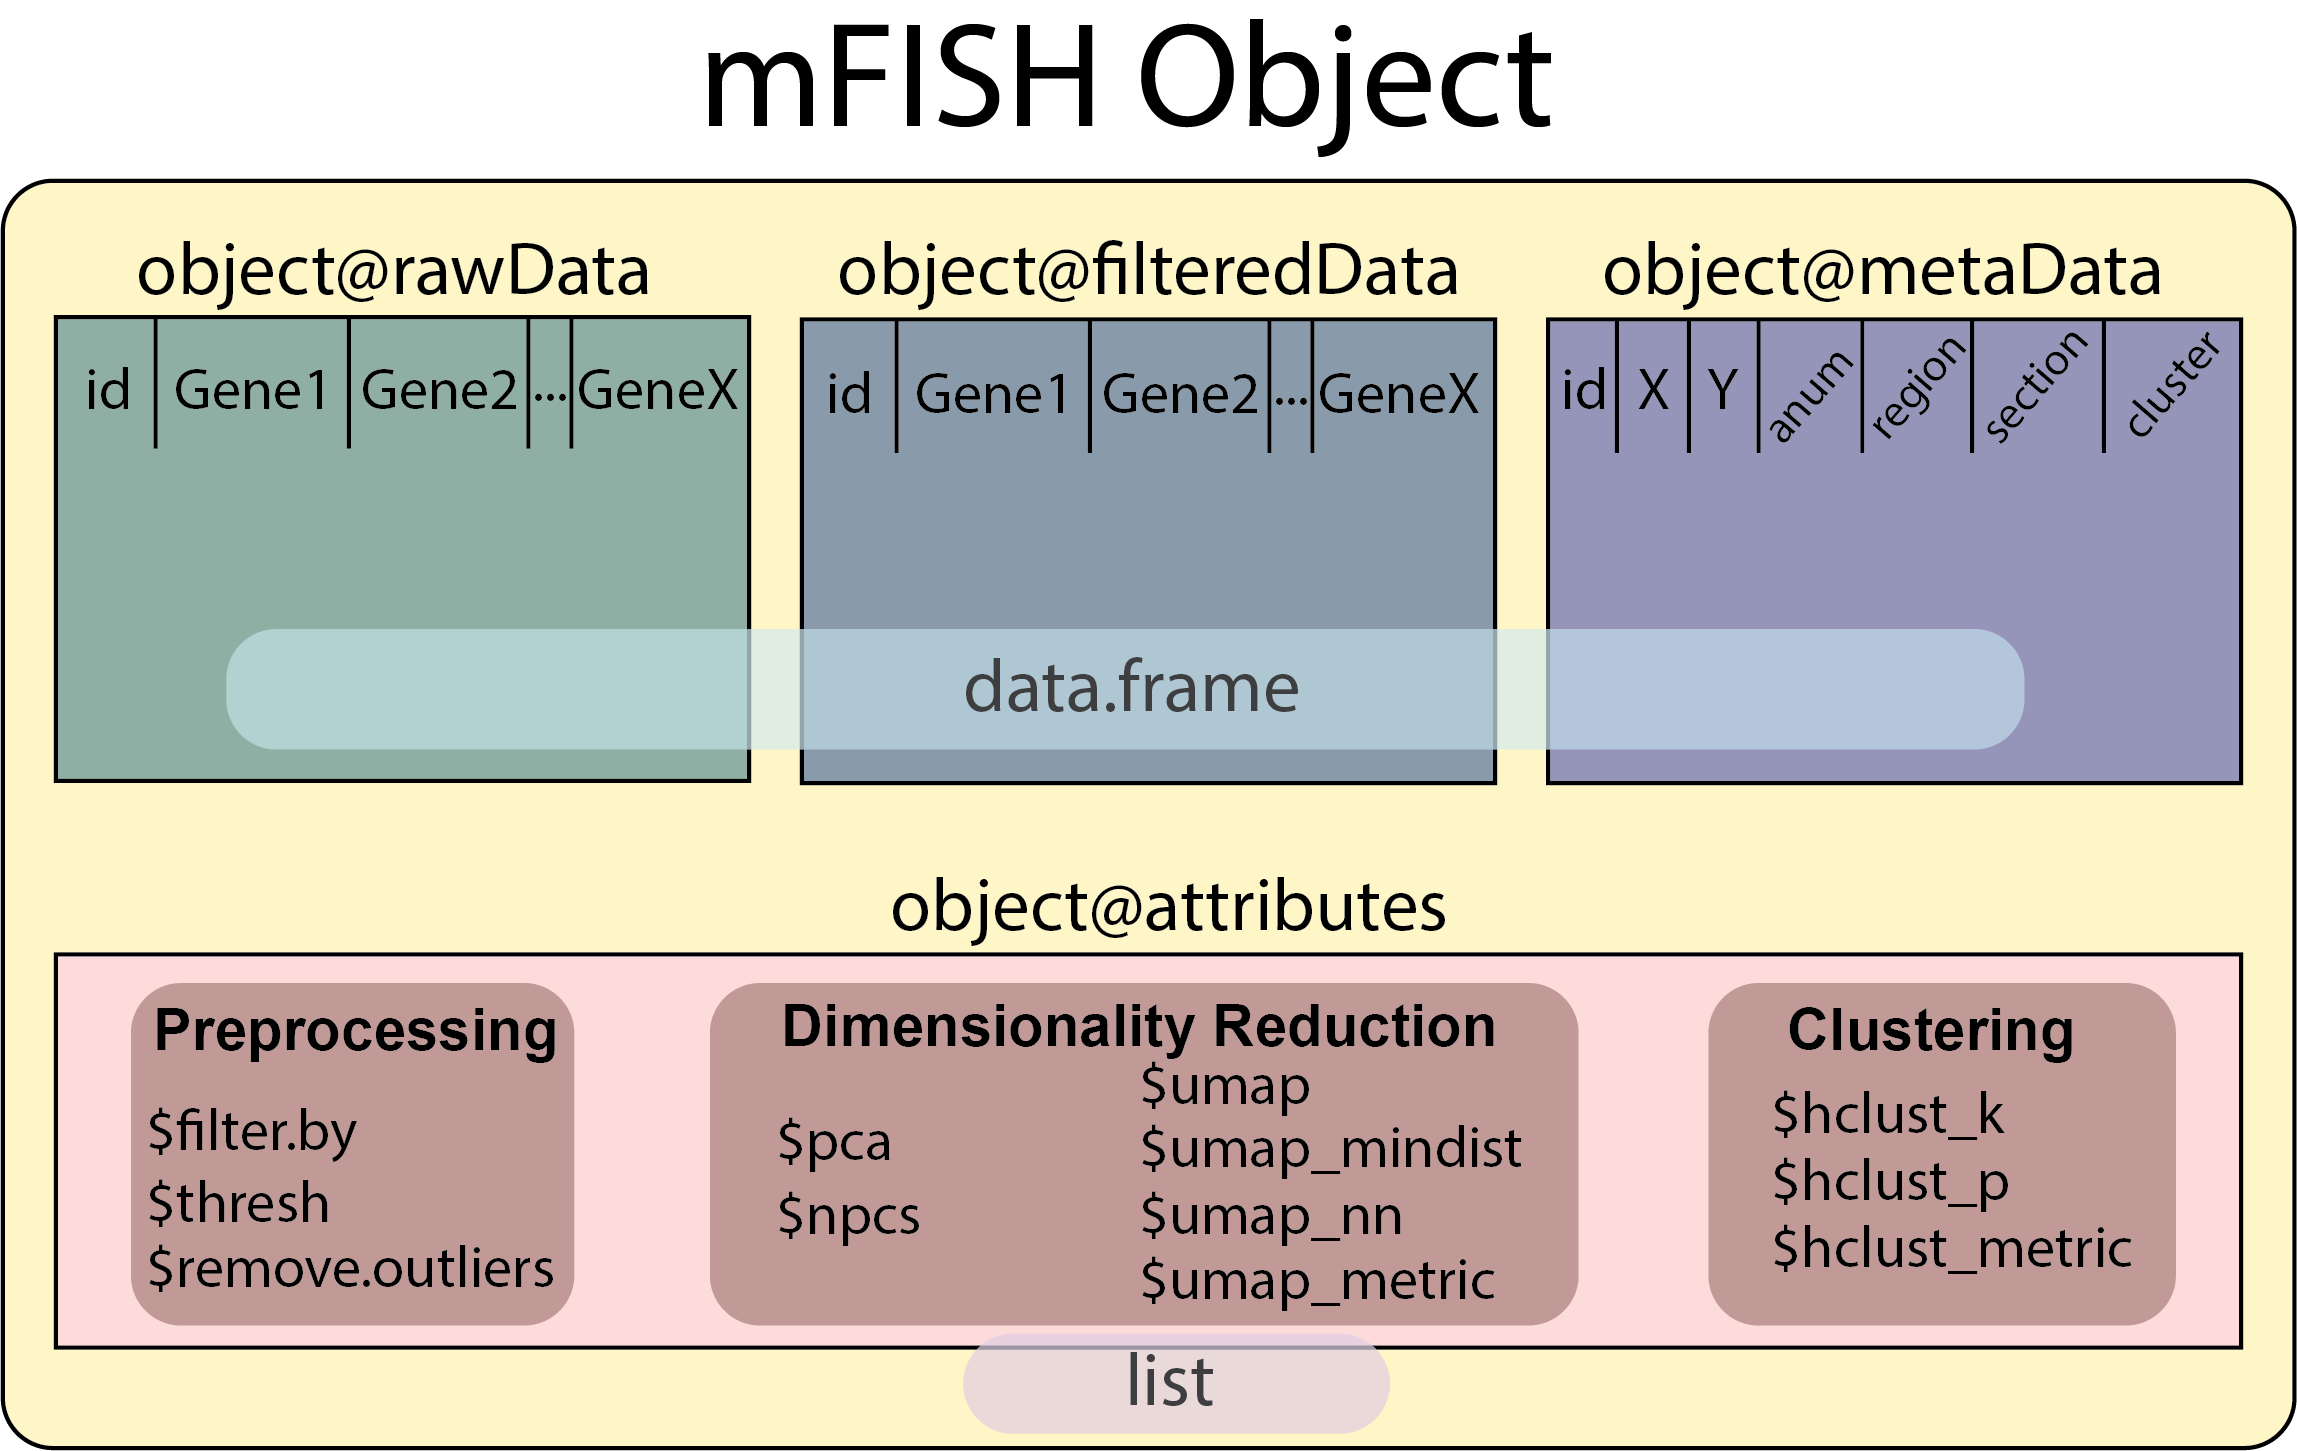 mFISH Object
object@rawData
id Gene1 Gene2 ... GeneX
object@filteredData
id Gene1 Gene2 ... GeneX
object@metaData
id X Y anum region section cluster
data.frame
object@attributes
Preprocessing
$filter.by
$thresh
$remove.outliers
Dimensionality Reduction
$pca
$npcs
$umap
$umap_mindist
$umap_nn
$umap_metric
Clustering
$hclust_k
$hclust_p
$hclust_metric
list